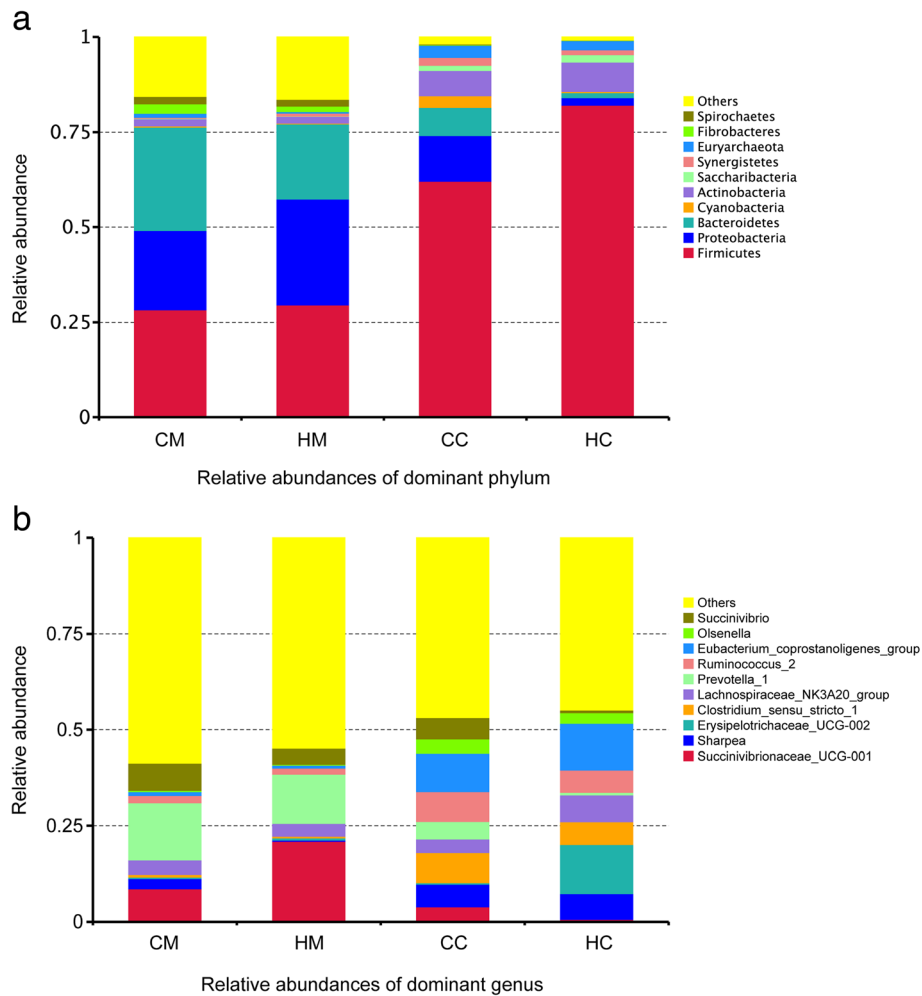 a
1
0.75
0.5
0.25
0
Relative abundance
CM HM CC HC
Relative abundances of dominant phylum
Others
Spirochaetes
Fibrobacteres
Euryarchaeota
Synergistetes
Saccharibacteria
Actinobacteria
Cyanobacteria
Bacteroidetes
Proteobacteria
Firmicutes
b
1
0.75
0.5
0.25
0
Relative abundance
CM HM CC HC
Relative abundances of dominant genus
Others
Succinivibrio
Olsenella
Eubacterium_coprostanoligenes_group
Ruminococcus_2
Prevotella_1
Lachnospiraceae_NK3A20_group
Clostridium_sensu_stricto_1
Erysipelotrichaceae_UCG-002
Sharpea
Succinivibrionaceae_UCG-001